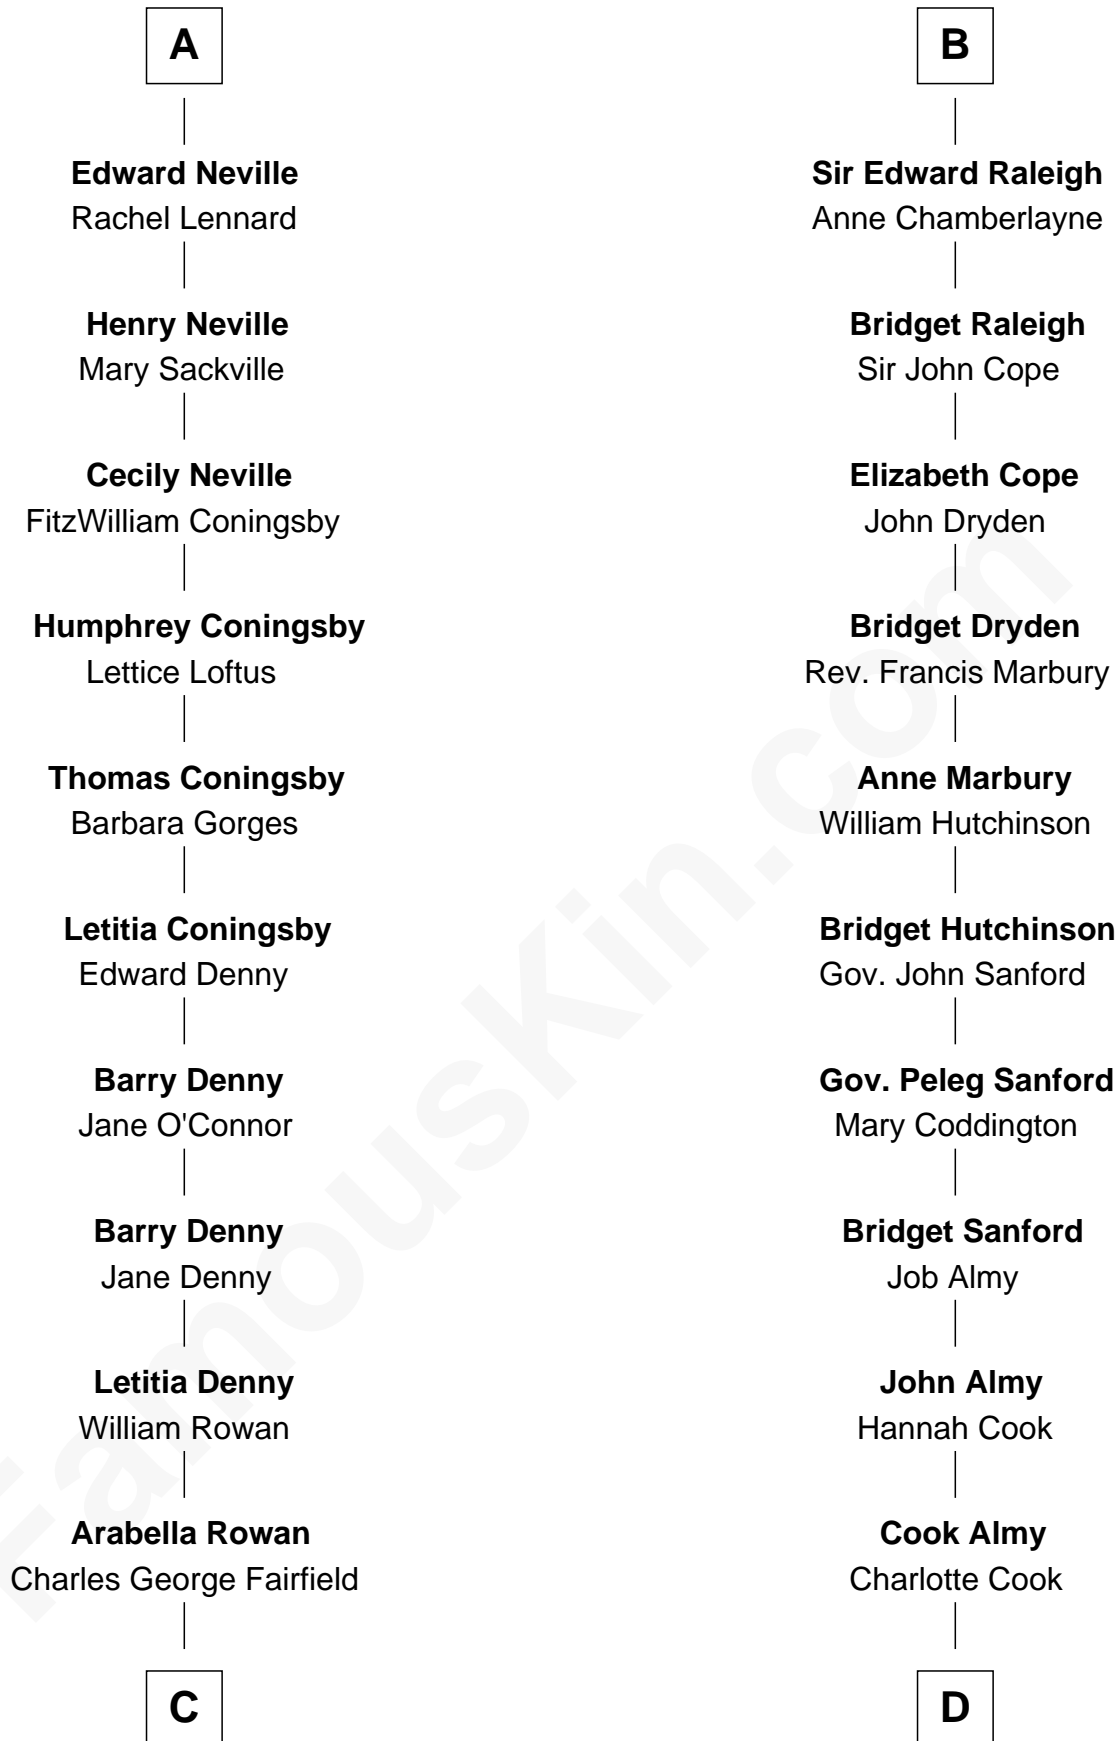 A
Edward Neville
Rachel Lennard
Henry Neville
Mary Sackville
Cecily Neville
FitzWilliam Coningsby
Humphrey Coningsby
Lettice Loftus
Thomas Coningsby
Barbara Gorges
Letitia Coningsby
Edward Denny
Barry Denny
Jane O'Connor
Barry Denny
Jane Denny
Letitia Denny
William Rowan
Arabella Rowan
Charles George Fairfield
C
B
Sir Edward Raleigh
Anne Chamberlayne
Bridget Raleigh
Sir John Cope
Elizabeth Cope
John Dryden
Bridget Dryden
Rev. Francis Marbury
Anne Marbury
William Hutchinson
Bridget Hutchinson
Gov. John Sanford
Gov. Peleg Sanford
Mary Coddington
Bridget Sanford
Job Almy
John Almy
Hannah Cook
Cook Almy
Charlotte Cook
D
FamousKin.com